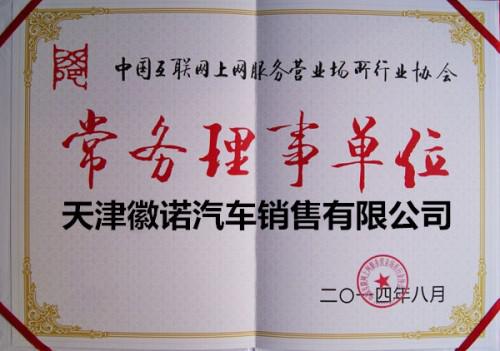 中国互联网上网服务营业场所行业协会
常务理事单位
天津徽诺汽车销售有限公司
二〇一四年八月